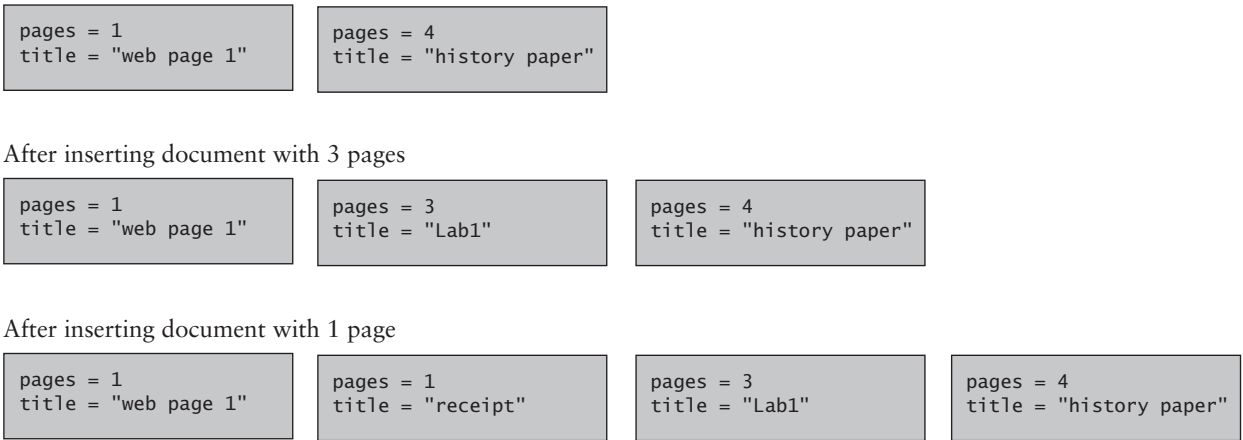 pages = 1
title = "web page 1"
pages = 4
title = "history paper"
After inserting document with 3 pages
pages = 1
title = "web page 1"
pages = 3
title = "Lab1"
pages = 4
title = "history paper"
After inserting document with 1 page
pages = 1
title = "web page 1"
pages = 1
title = "receipt"
pages = 3
title = "Lab1"
pages = 4
title = "history paper"